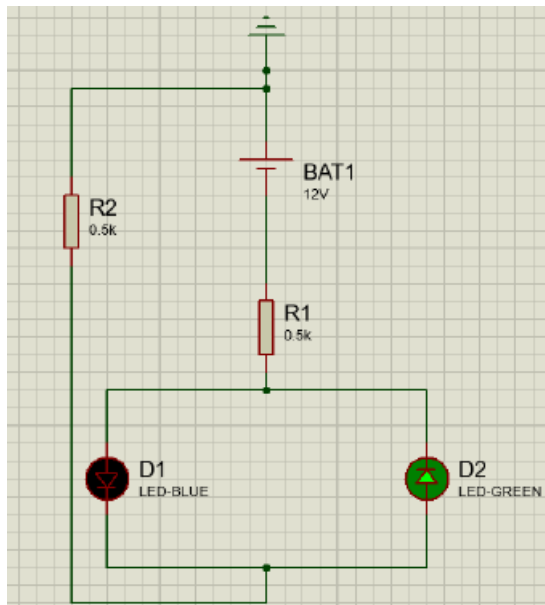 BAT1
12V
R2
0.5k
R1
0.5k
D1
LED-BLUE
D2
LED-GREEN